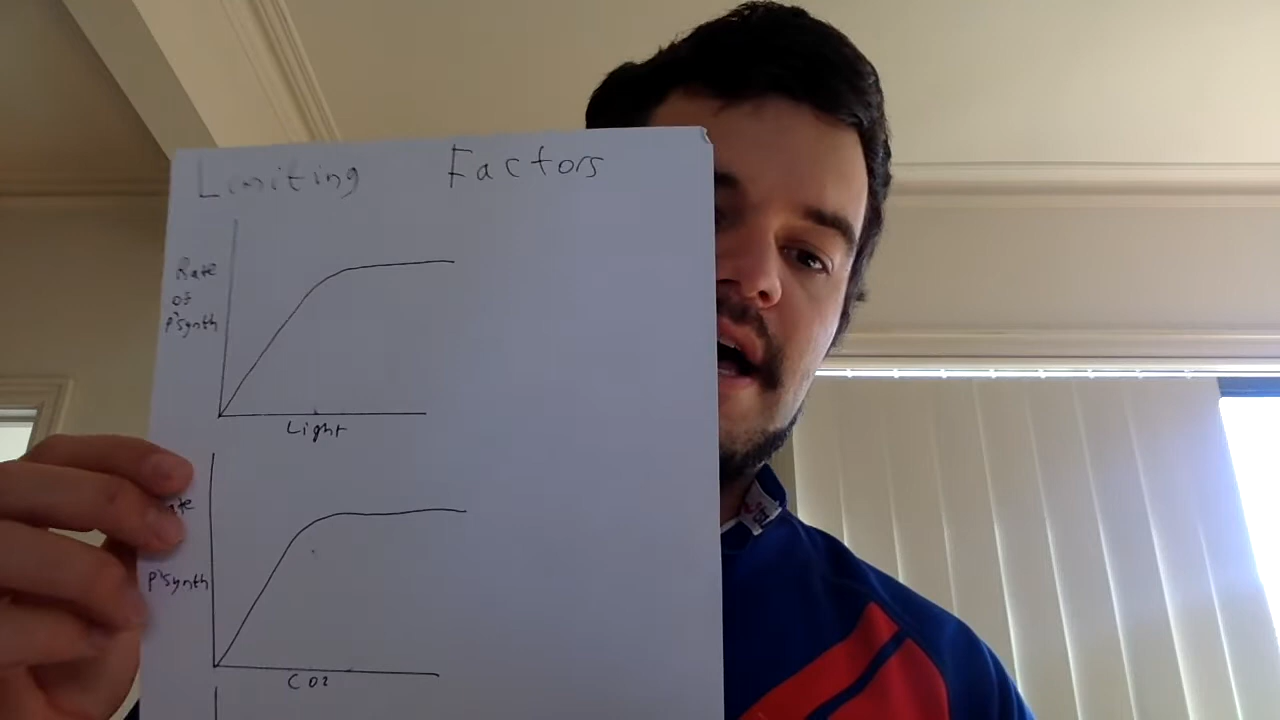 Limiting Factors
Rate
of
p'synth
Light
p'synth
CO2